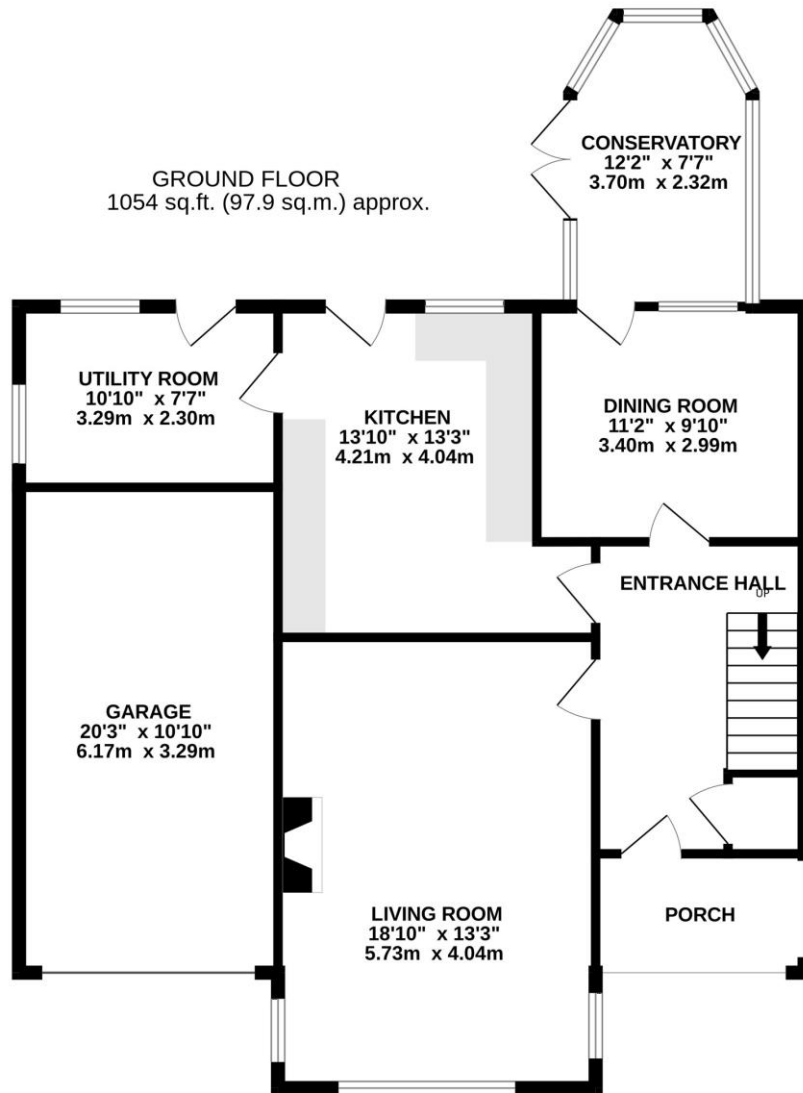 CONSERVATORY
12'2" x 7'7"
3.70m x 2.32m
GROUND FLOOR
1054 sq.ft. (97.9 sq.m.) approx.
UTILITY ROOM
10'10" x 7'7"
3.29m x 2.30m
KITCHEN
13'10" x 13'3"
4.21m x 4.04m
DINING ROOM
11'2" x 9'10"
3.40m x 2.99m
ENTRANCE HALL
UP
GARAGE
20'3" x 10'10"
6.17m x 3.29m
LIVING ROOM
18'10" x 13'3"
5.73m x 4.04m
PORCH